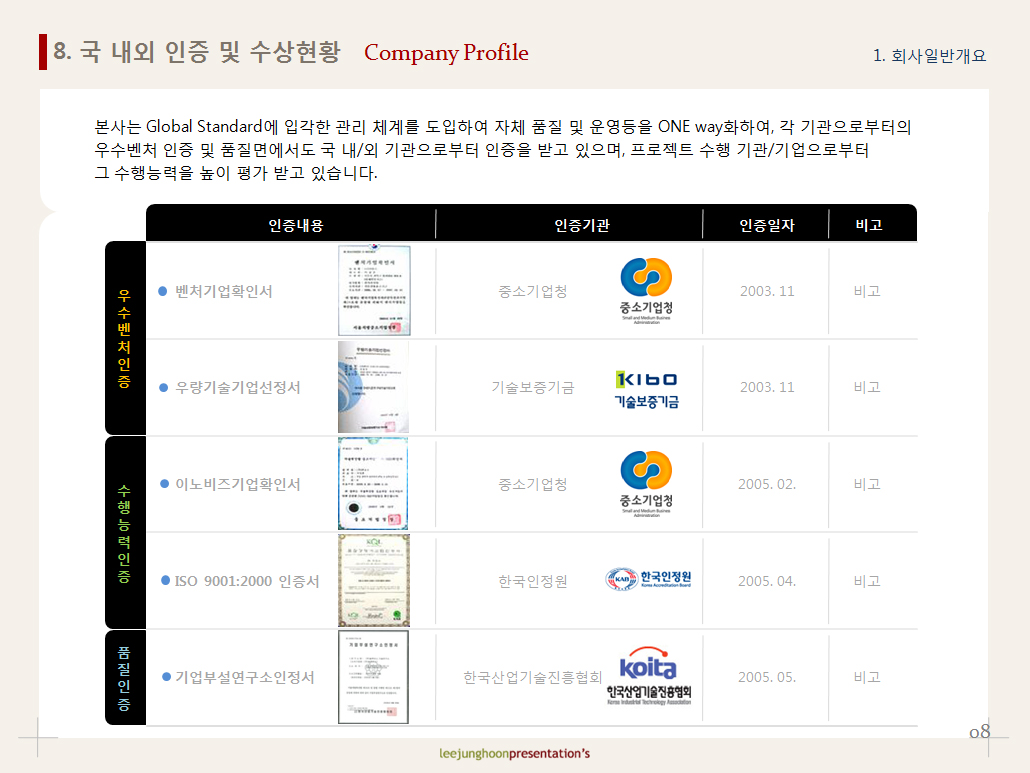 8. 국 내외 인증 및 수상현황 Company Profile
1. 회사일반개요
본사는 Global Standard에 입각한 관리 체계를 도입하여 자체 품질 및 운영등을 ONE way화하여, 각 기관으로부터의
우수벤처 인증 및 품질면에서도 국 내/외 기관으로부터 인증을 받고 있으며, 프로젝트 수행 기관/기업으로부터
그 수행능력을 높이 평가 받고 있습니다.
인증내용 인증기관 인증일자 비고
우수벤처인증
벤처기업확인서 중소기업청 2003. 11 비고
중소기업청
Small and Medium Business
Administration
우량기술기업선정서 기술보증기금 2003. 11 비고
KIBO
기술보증기금
수행능력인증
이노비즈기업확인서 중소기업청 2005. 02. 비고
중소기업청
Small and Medium Business
Administration
ISO 9001:2000 인증서 한국인정원 2005. 04. 비고
KAB 한국인정원
Korea Accreditation Board
품질인증
기업부설연구소인정서 한국산업기술진흥협회 2005. 05. 비고
koita
한국산업기술진흥협회
Korea Industrial Technology Association
08
leejunghoonpresentation's